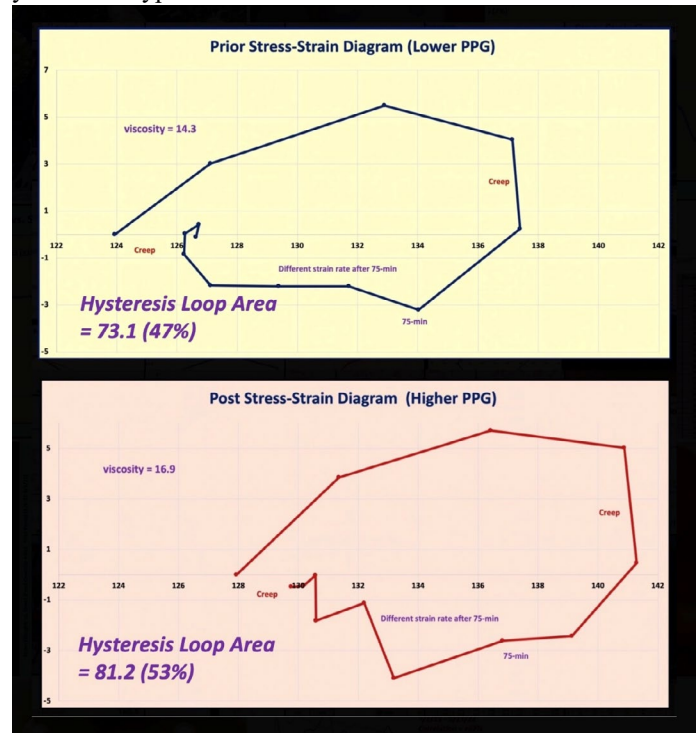 Prior Stress-Strain Diagram (Lower PPG)
7
5
viscosity = 14.3
3
Creep
1
122 124 126 128 130 132 134 136 138 140 142
Creep
-1
Different strain rate after 75-min
Hysteresis Loop Area
-3
= 73.1 (47%)
75-min
-5
Post Stress-Strain Diagram (Higher PPG)
5
viscosity = 16.9
3
Creep
1
122 124 126 128 130 132 134 136 138 140 142
Creep
-1
Different strain rate after 75-min
Hysteresis Loop Area
-3
75-min
= 81.2 (53%)
-5